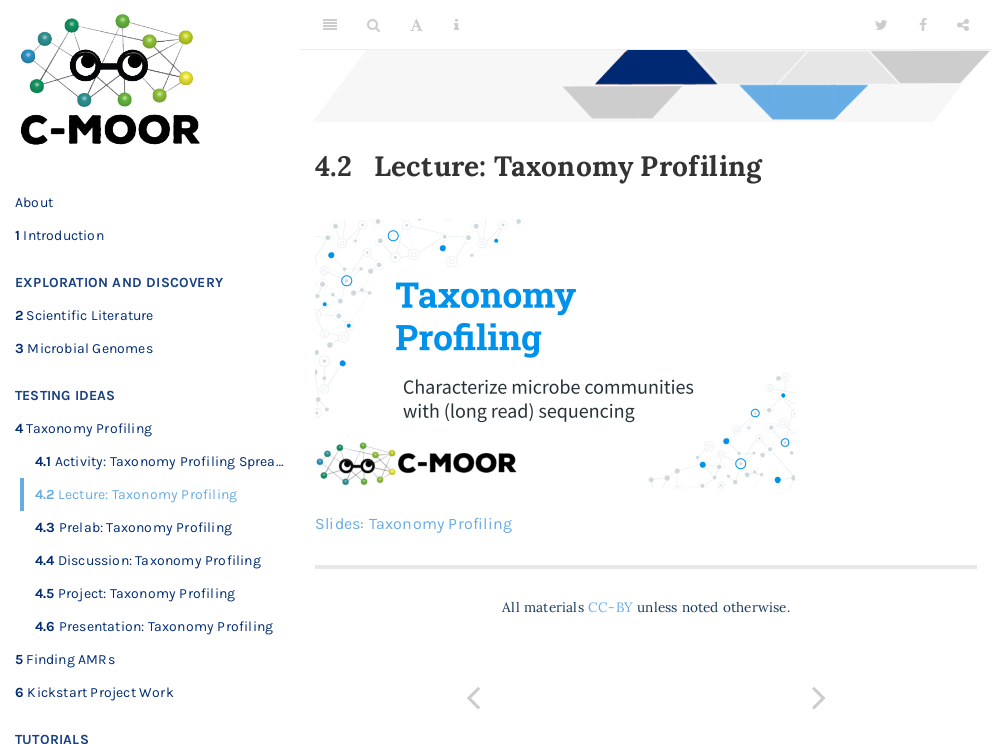 C-MOOR
About
1 Introduction
EXPLORATION AND DISCOVERY
2 Scientific Literature
3 Microbial Genomes
TESTING IDEAS
4 Taxonomy Profiling
4.1 Activity: Taxonomy Profiling Sprea…
4.2 Lecture: Taxonomy Profiling
4.3 Prelab: Taxonomy Profiling
4.4 Discussion: Taxonomy Profiling
4.5 Project: Taxonomy Profiling
4.6 Presentation: Taxonomy Profiling
5 Finding AMRs
6 Kickstart Project Work
TUTORIALS
A
4.2 Lecture: Taxonomy Profiling
Taxonomy
Profiling
Characterize microbe communities
with (long read) sequencing
C-MOOR
Slides: Taxonomy Profiling
All materials CC-BY unless noted otherwise.